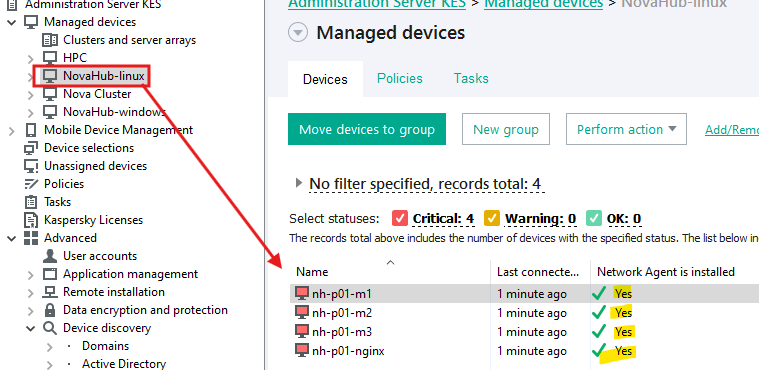 Administration Server KES
Managed devices
Clusters and server arrays
HPC
NovaHub-linux
Nova Cluster
NovaHub-windows
Mobile Device Management
Device selections
Unassigned devices
Policies
Tasks
Kaspersky Licenses
Advanced
User accounts
Application management
Remote installation
Data encryption and protection
Device discovery
Domains
Active Directory
Administration Server KES > Managed devices > NovaHub-linux
Managed devices
Devices Policies Tasks
Move devices to group New group Perform action Add/Remo
No filter specified, records total: 4
Select statuses: Critical: 4 Warning: 0 OK: 0
The records total above includes the number of devices with the specified status. The list below in
Name Last connecte... Network Agent is installed
nh-p01-m1 1 minute ago Yes
nh-p01-m2 1 minute ago Yes
nh-p01-m3 1 minute ago Yes
nh-p01-nginx 1 minute ago Yes